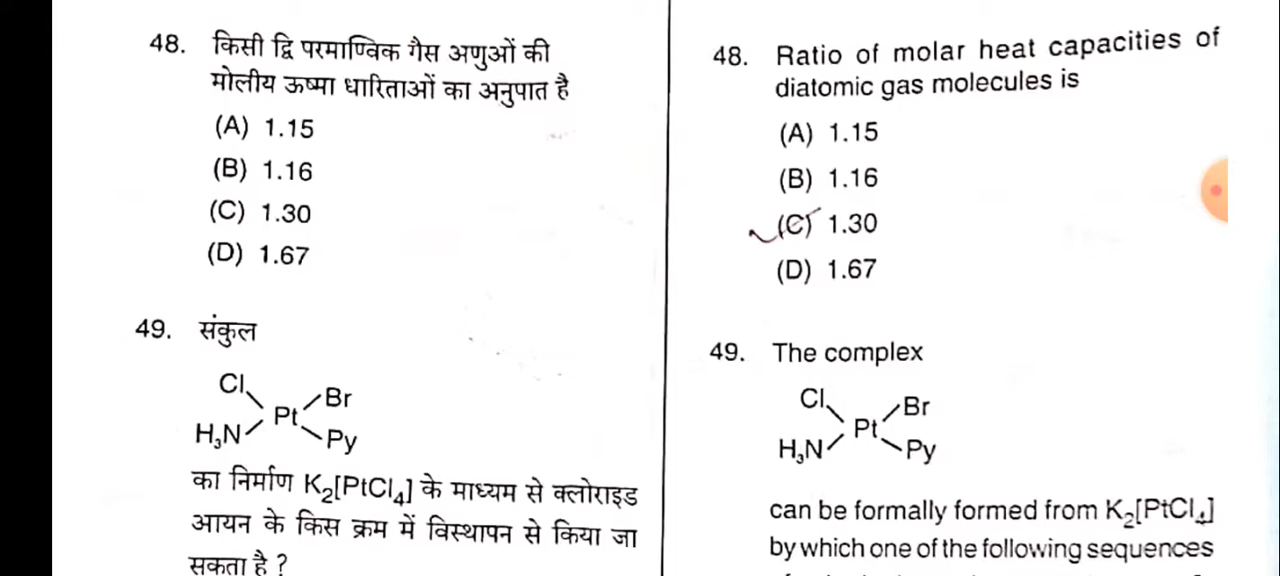 48. किसी द्वि परमाण्विक गैस अणुओं की
मोलीय ऊष्मा धारिताओं का अनुपात है
(A) 1.15
(B) 1.16
(C) 1.30
(D) 1.67
49. संकुल
Cl Br
Pt
H₃N Py
का निर्माण K₂[PtCl₄] के माध्यम से क्लोराइड
आयन के किस क्रम में विस्थापन से किया जा
सकता है ?
48. Ratio of molar heat capacities of
diatomic gas molecules is
(A) 1.15
(B) 1.16
(C) 1.30
(D) 1.67
49. The complex
Cl Br
Pt
H₃N Py
can be formally formed from K₂[PtCl₄]
by which one of the following sequences